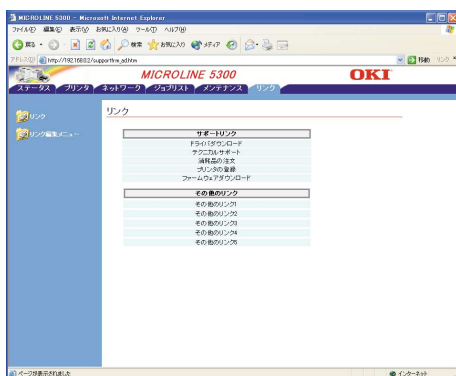 MICROLINE 5300 - Microsoft Internet Explorer
ファイル(F) 編集(E) 表示(V) お気に入り(A) ツール(T) ヘルプ(H)
戻る 検索 お気に入り メディア
アドレス(D) http://192.168.0.2/supportfrm_ad.htm 移動 リンク
MICROLINE 5300 OKI
ステータス プリンタ ネットワーク ジョブリスト メンテナンス リンク
リンク
リンク編集メニュー
リンク
サポートリンク
ドライバダウンロード
テクニカルサポート
消耗品の注文
プリンタの登録
ファームウェアダウンロード
その他のリンク
その他のリンク1
その他のリンク2
その他のリンク3
その他のリンク4
その他のリンク5
ページが表示されました インターネット